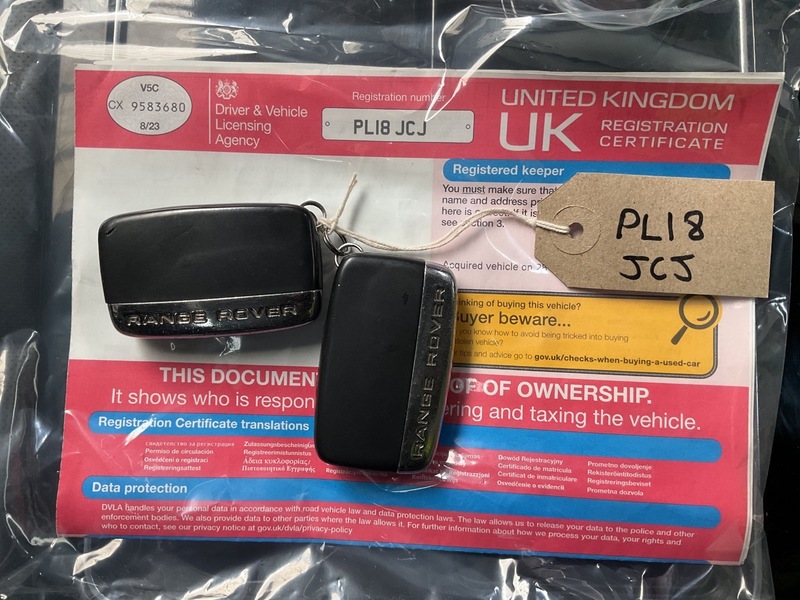 V5C
CX 9583680
8/23
Driver & Vehicle
Licensing
Agency
Registration number
PL18 JCJ
UNITED KINGDOM
UK REGISTRATION
CERTIFICATE
Registered keeper
You must make sure that
name and address
here is
see section 3.
Acquired vehicle on
PL18
JCJ
RANGE ROVER
RANGE ROVER
of buying this vehicle?
beware...
you know how to avoid being tricked into buying
vehicle?
tips and advice go to gov.uk/checks-when-buying-a-used-car
THIS DOCUMENT OF OWNERSHIP.
It shows who is and taxing the vehicle.
Registration Certificate translations
свидетельство за регистрация
Permiso de circulación
Osvědčení o registraci
Registreringsattest
Registreerimistunnistus
Άδεια κυκλοφορίας/
Πιστοποιητικό Εγγραφής
Dowód Rejestracyjny
Certificado de matrícula
Certificat de înmatriculare
Osvedčenie o evidencii
Prometno dovoljenje
Rekisteröintitodistus
Registreringsbeviset
Prometna dozvola
Data protection
DVLA handles your personal data in accordance with road vehicle law and data protection laws. The law allows us to release your data to the police and other
enforcement bodies. We also provide data to other parties where the law allows it. For further information about how we process your data, your rights and
who to contact, see our privacy notice at gov.uk/dvla/privacy-policy